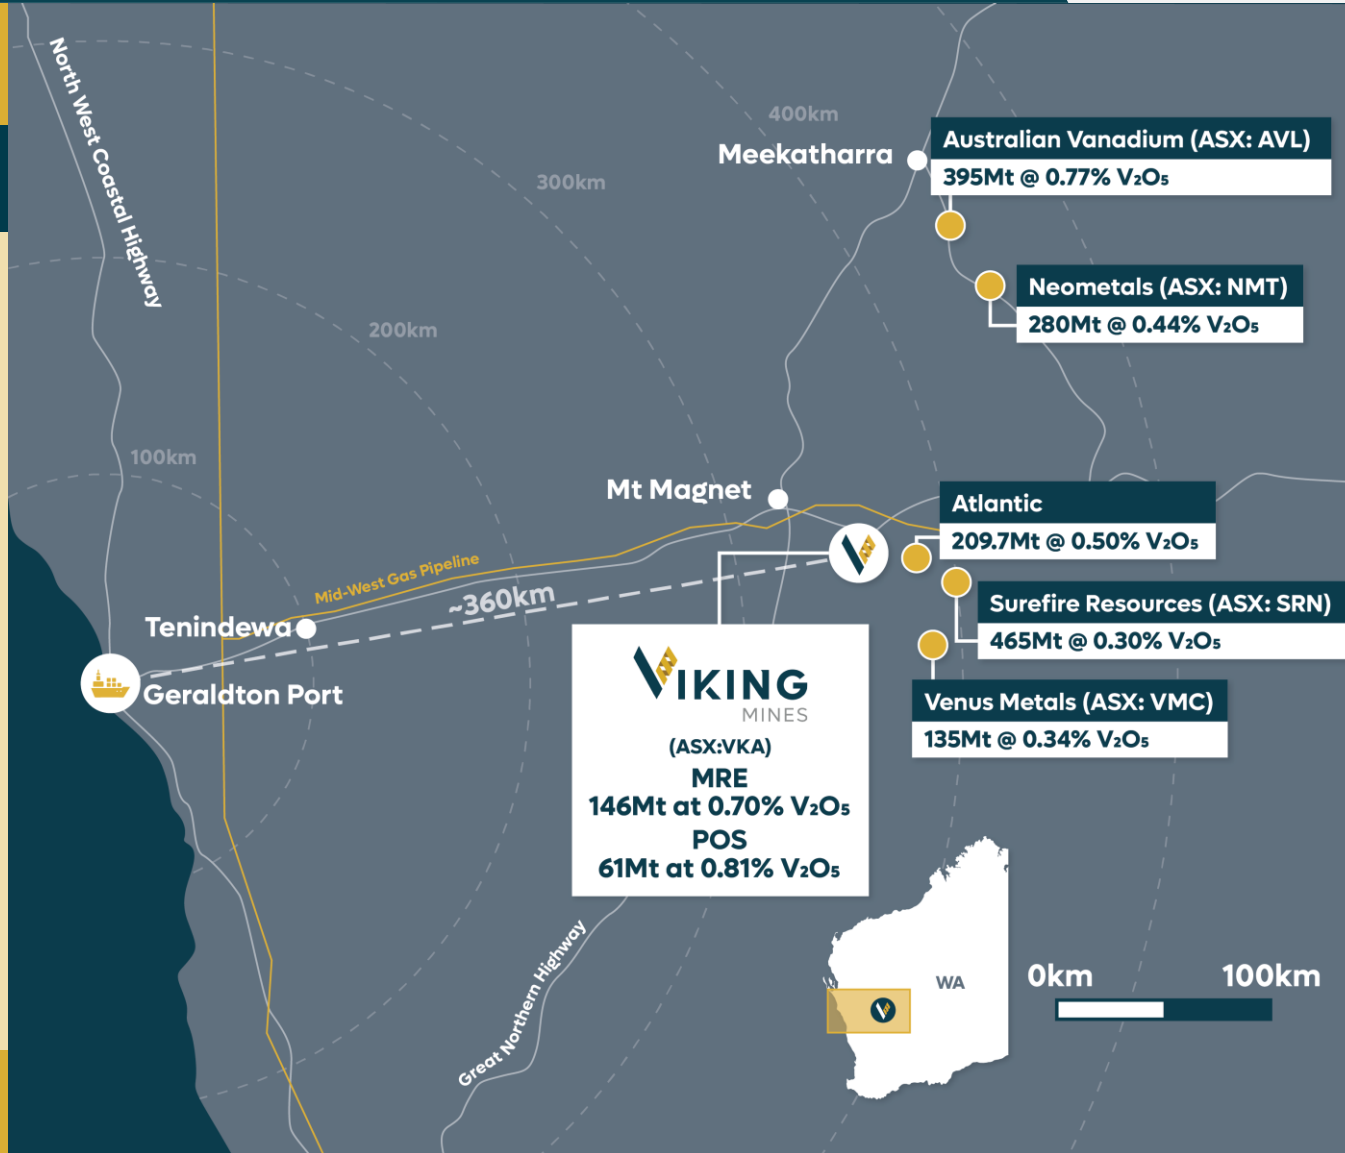 North West Coastal Highway
400km
Meekatharra
Australian Vanadium (ASX: AVL)
395Mt @ 0.77% V₂O₅
300km
Neometals (ASX: NMT)
280Mt @ 0.44% V₂O₅
200km
100km
Mt Magnet
Atlantic
209.7Mt @ 0.50% V₂O₅
Mid-West Gas Pipeline
~360km
Surefire Resources (ASX: SRN)
465Mt @ 0.30% V₂O₅
Tenindewa
Geraldton Port
Venus Metals (ASX: VMC)
135Mt @ 0.34% V₂O₅
VIKING
MINES
(ASX:VKA)
MRE
146Mt at 0.70% V₂O₅
POS
61Mt at 0.81% V₂O₅
Great Northern Highway
WA
0km
100km